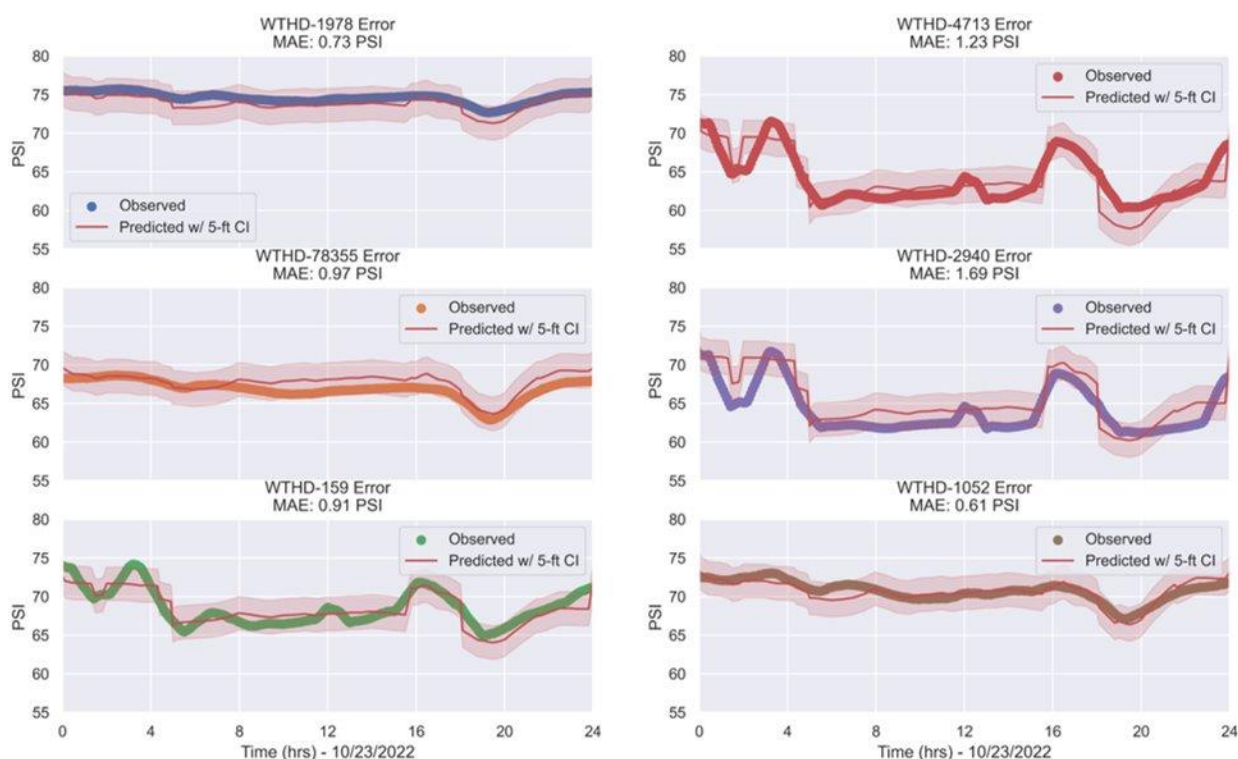 WTHD-1978 Error
MAE: 0.73 PSI
80
75
70
65
60
55
PSI
Observed
Predicted w/ 5-ft CI
WTHD-4713 Error
MAE: 1.23 PSI
80
75
70
65
60
55
PSI
Observed
Predicted w/ 5-ft CI
WTHD-78355 Error
MAE: 0.97 PSI
80
75
70
65
60
55
PSI
Observed
Predicted w/ 5-ft CI
WTHD-2940 Error
MAE: 1.69 PSI
80
75
70
65
60
55
PSI
Observed
Predicted w/ 5-ft CI
WTHD-159 Error
MAE: 0.91 PSI
80
75
70
65
60
55
PSI
Observed
Predicted w/ 5-ft CI
0 4 8 12 16 20 24
Time (hrs) - 10/23/2022
WTHD-1052 Error
MAE: 0.61 PSI
80
75
70
65
60
55
PSI
Observed
Predicted w/ 5-ft CI
0 4 8 12 16 20 24
Time (hrs) - 10/23/2022